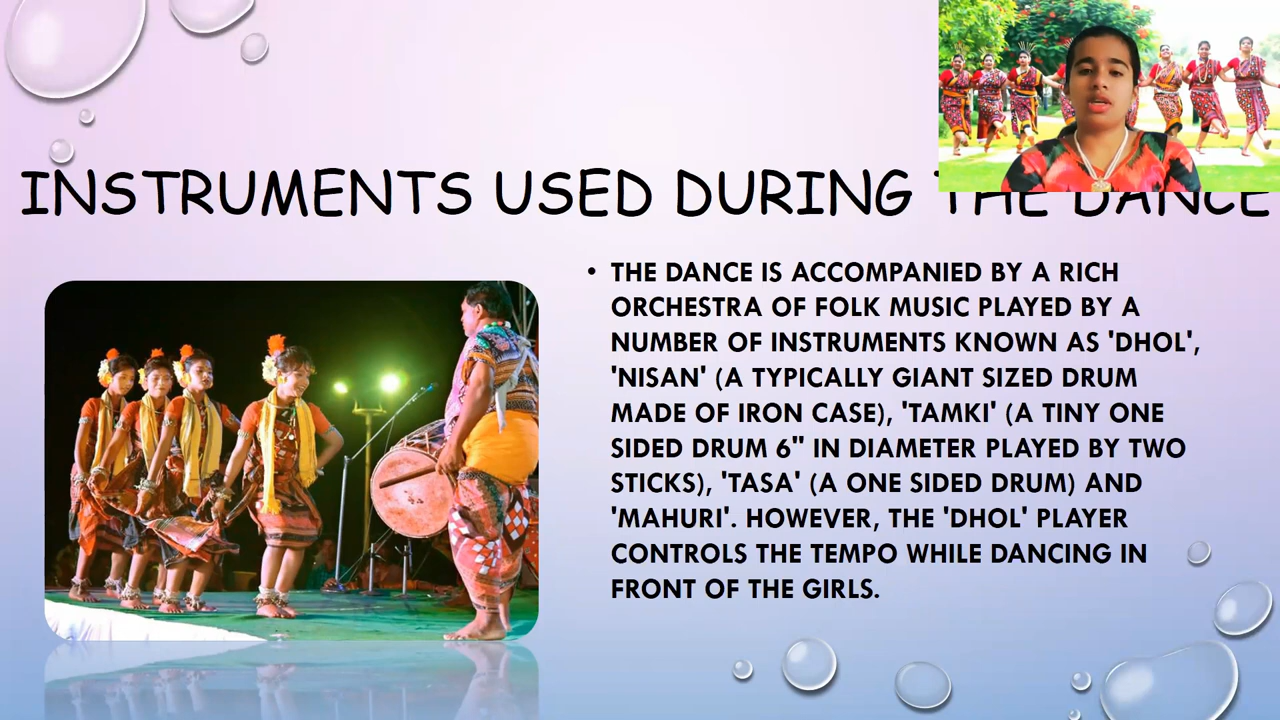 INSTRUMENTS USED DURING THE DANCE
• THE DANCE IS ACCOMPANIED BY A RICH
ORCHESTRA OF FOLK MUSIC PLAYED BY A
NUMBER OF INSTRUMENTS KNOWN AS 'DHOL',
'NISAN' (A TYPICALLY GIANT SIZED DRUM
MADE OF IRON CASE), 'TAMKI' (A TINY ONE
SIDED DRUM 6" IN DIAMETER PLAYED BY TWO
STICKS), 'TASA' (A ONE SIDED DRUM) AND
'MAHURI'. HOWEVER, THE 'DHOL' PLAYER
CONTROLS THE TEMPO WHILE DANCING IN
FRONT OF THE GIRLS.